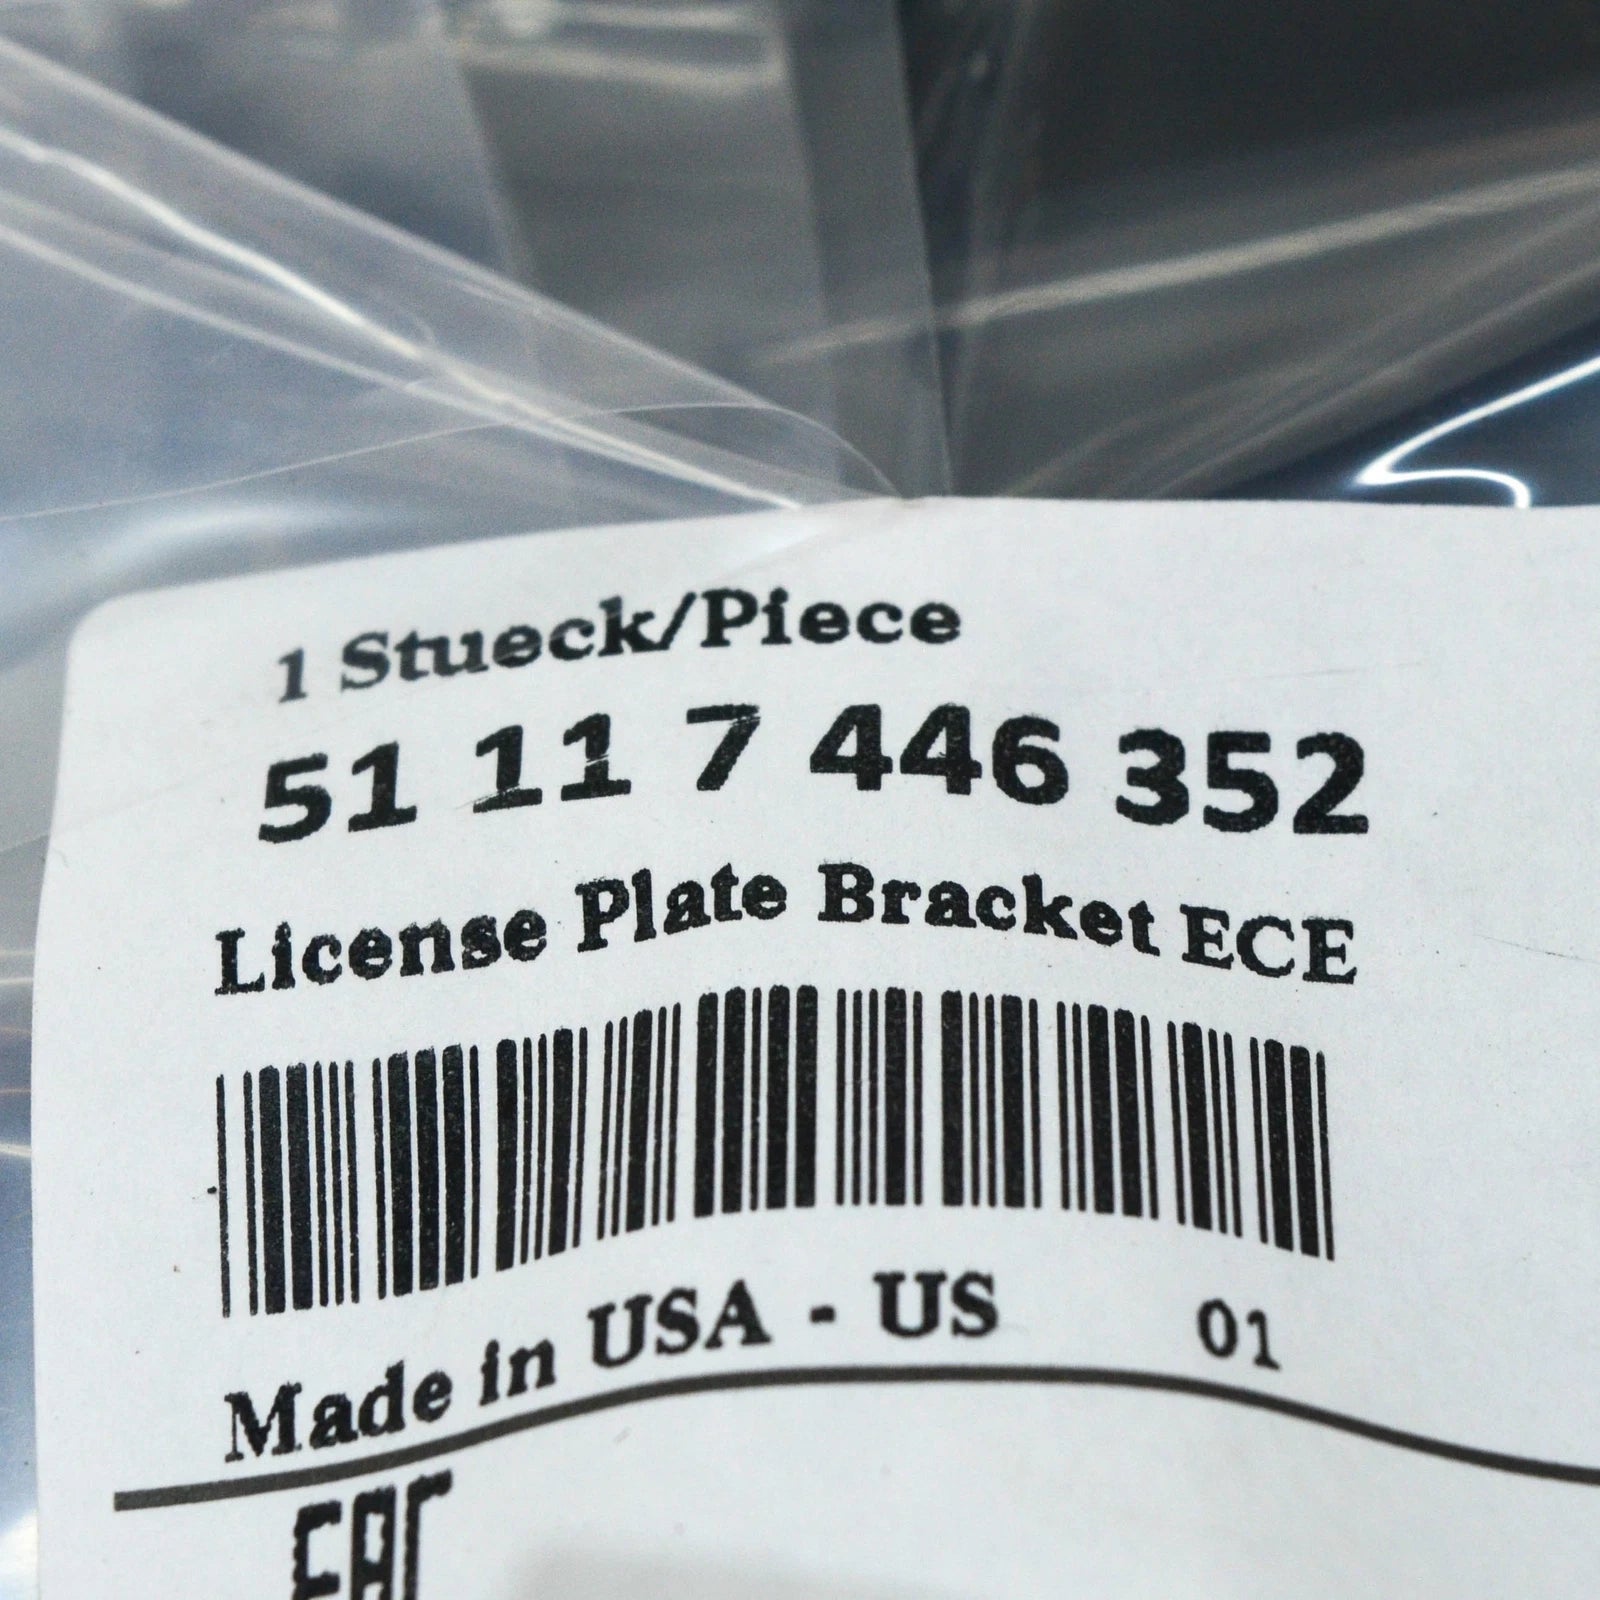 1 Stueck/Piece
51 11 7 446 352
License Plate Bracket ECE
Made in USA - US 01
EAC